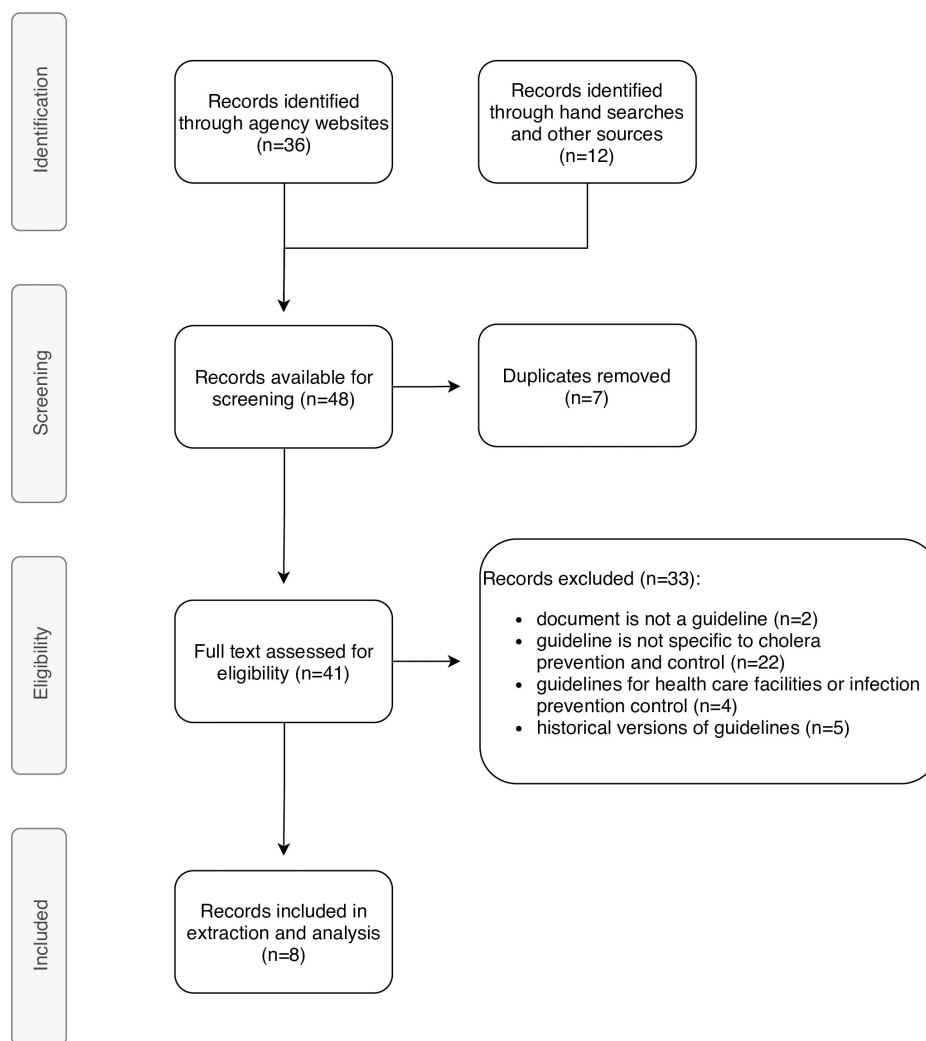 Identification
Records identified
through agency websites
(n=36)
Records identified
through hand searches
and other sources
(n=12)
Screening
Records available for
screening (n=48)
Duplicates removed
(n=7)
Eligibility
Full text assessed for
eligibility (n=41)
Records excluded (n=33):
• document is not a guideline (n=2)
• guideline is not specific to cholera
prevention and control (n=22)
• guidelines for health care facilities or infection
prevention control (n=4)
• historical versions of guidelines (n=5)
Included
Records included in
extraction and analysis
(n=8)